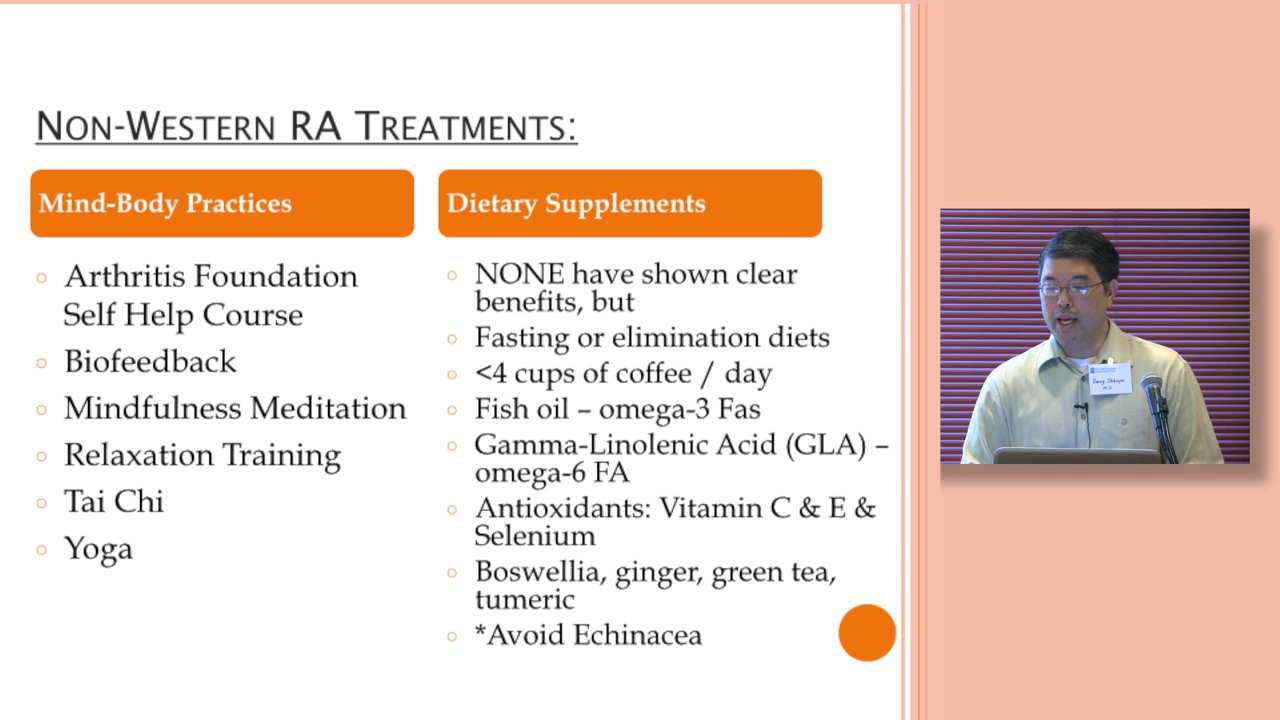 Non-Western RA Treatments:
Mind-Body Practices
Arthritis Foundation
Self Help Course
Biofeedback
Mindfulness Meditation
Relaxation Training
Tai Chi
Yoga
Dietary Supplements
NONE have shown clear
benefits, but
Fasting or elimination diets
<4 cups of coffee / day
Fish oil – omega-3 Fas
Gamma-Linolenic Acid (GLA) –
omega-6 FA
Antioxidants: Vitamin C & E &
Selenium
Boswellia, ginger, green tea,
tumeric
*Avoid Echinacea
M.D.